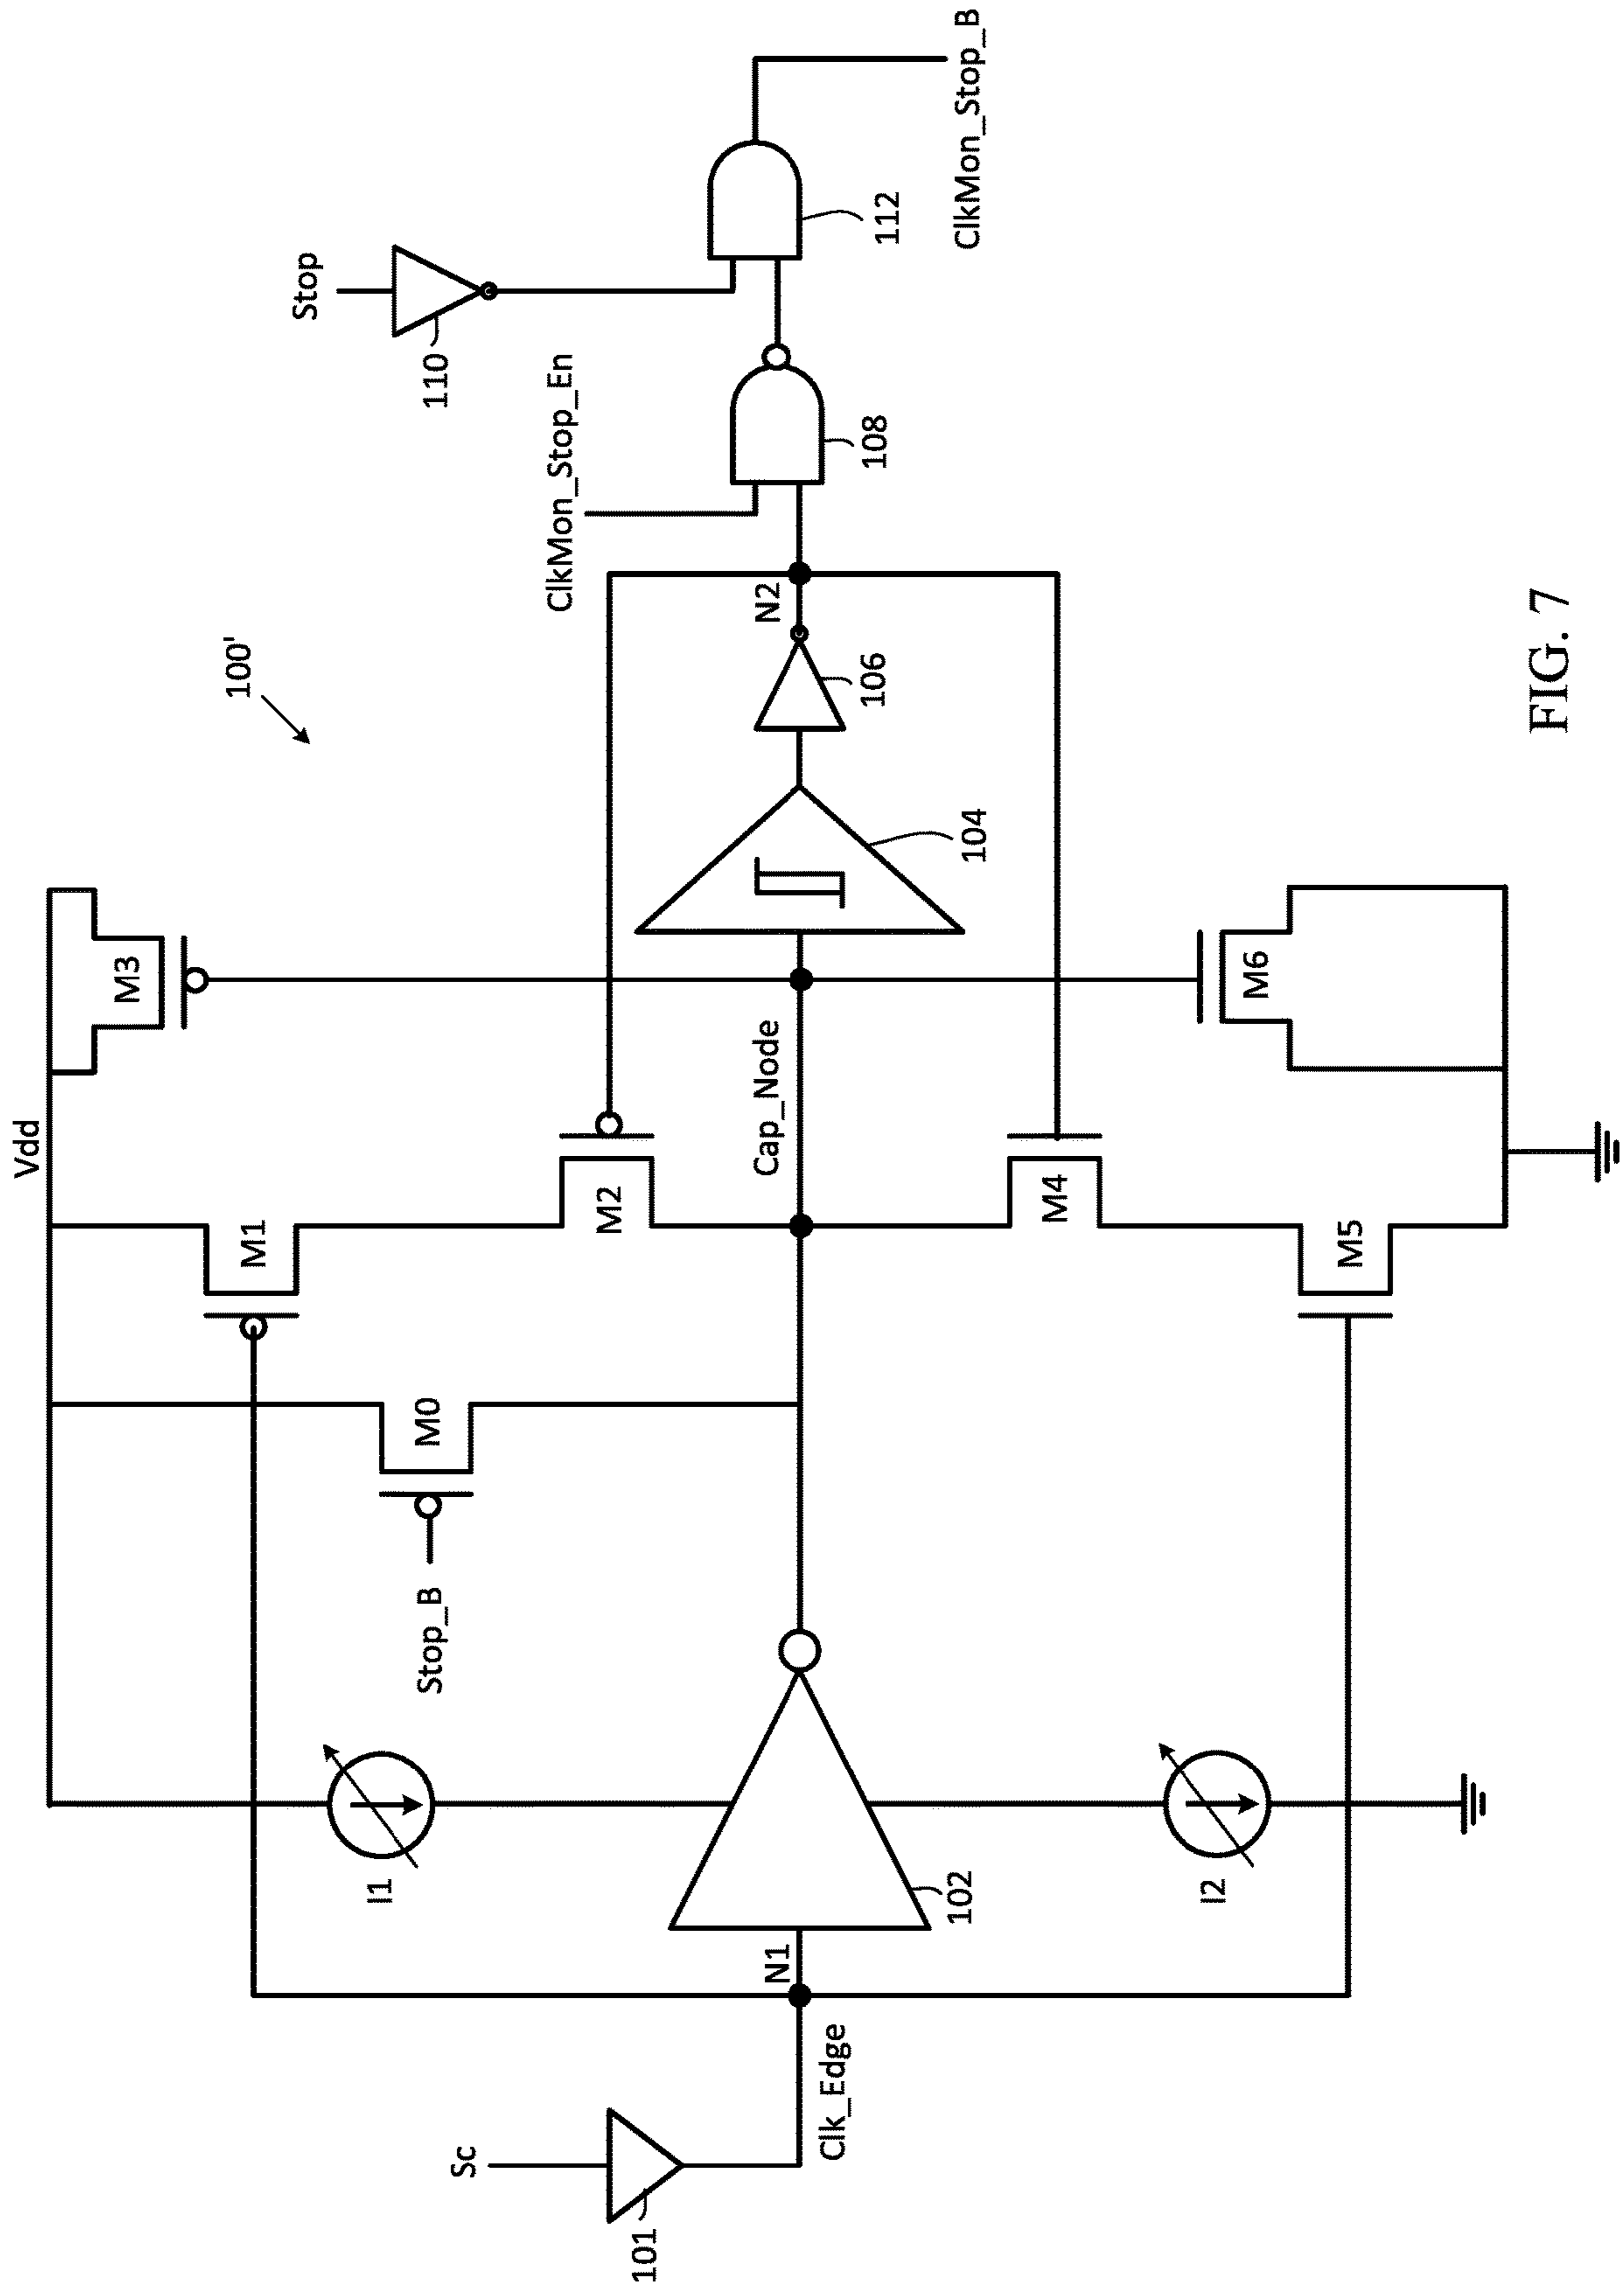 100'
Vdd
I1
Stop_B
M0
M1
M2
M3
Stop
110
ClkMon_Stop_En
Sc
101
Clk_Edge
N1
102
Cap_Node
104
106
N2
108
112
ClkMon_Stop_B
I2
M4
M5
M6
FIG. 7